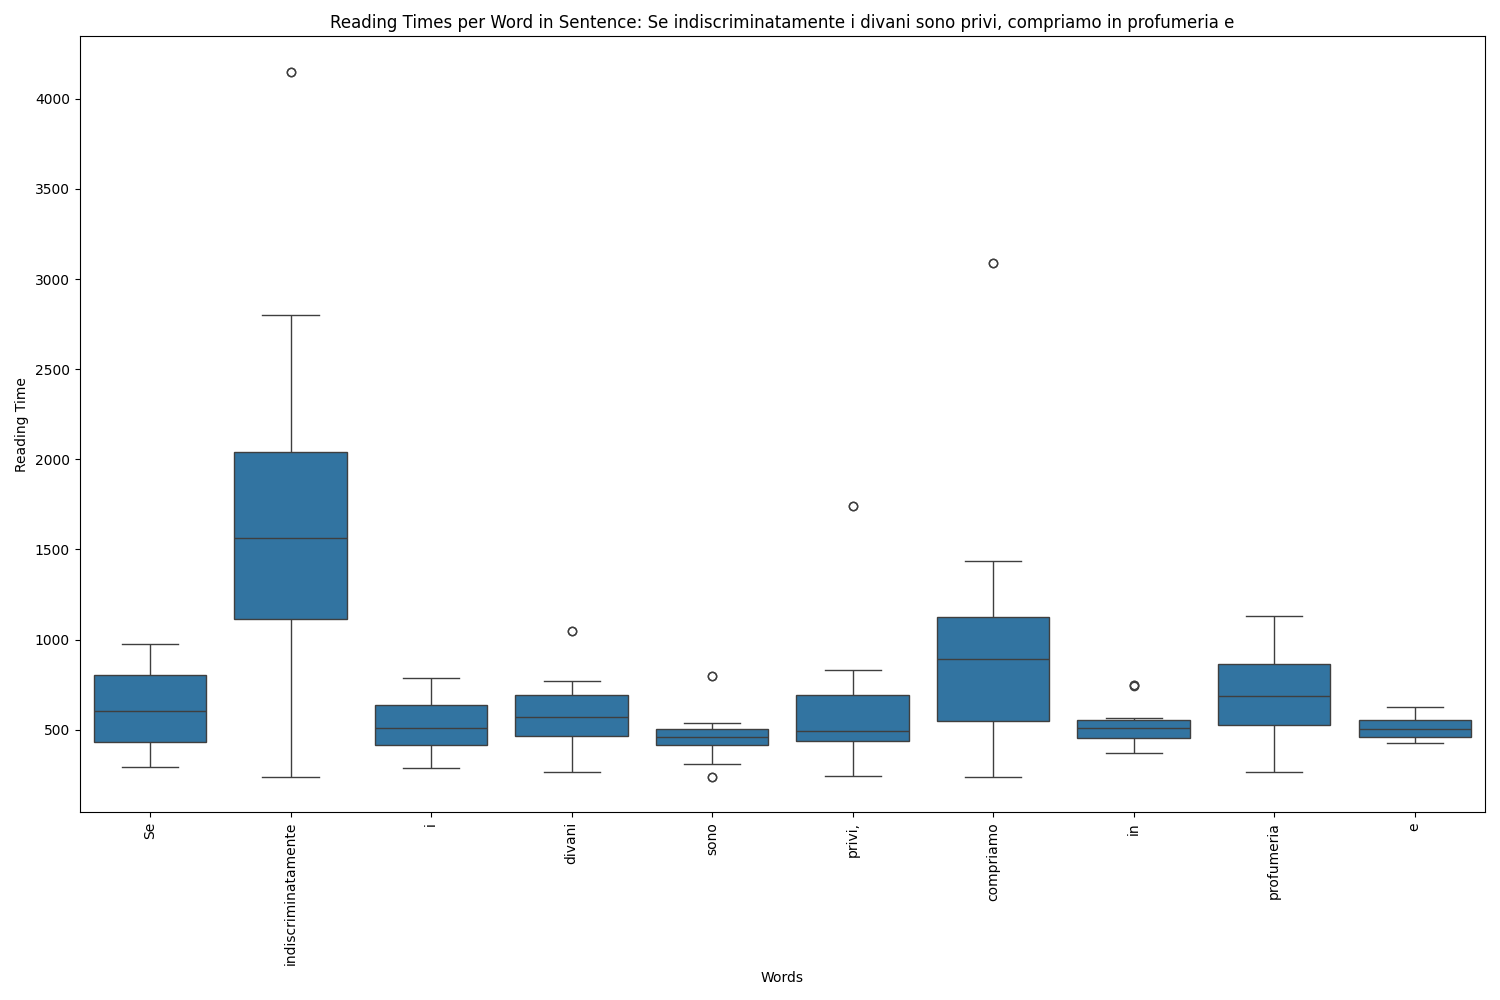 Reading Times per Word in Sentence: Se indiscriminatamente i divani sono privi, compriamo in profumeria e
4000
3500
3000
2500
2000
1500
1000
500
Reading Time
Se
indiscriminatamente
i
divani
sono
privi,
compriamo
in
profumeria
e
Words